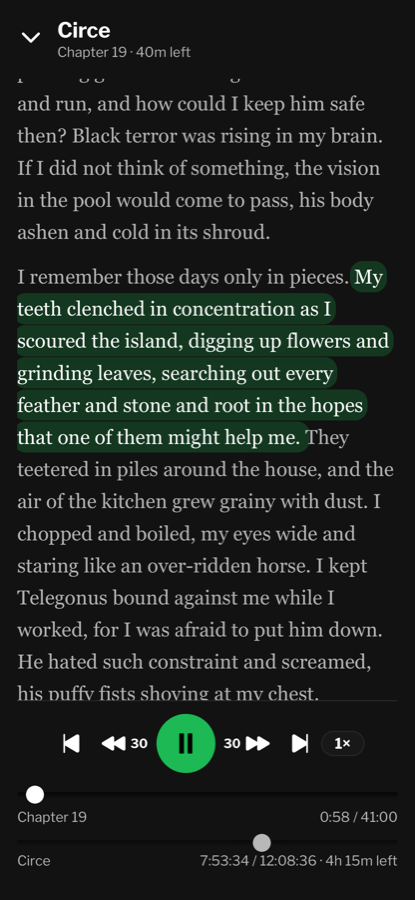 Circe
Chapter 19 · 40m left
and run, and how could I keep him safe
then? Black terror was rising in my brain.
If I did not think of something, the vision
in the pool would come to pass, his body
ashen and cold in its shroud.
I remember those days only in pieces. My
teeth clenched in concentration as I
scoured the island, digging up flowers and
grinding leaves, searching out every
feather and stone and root in the hopes
that one of them might help me. They
teetered in piles around the house, and the
air of the kitchen grew grainy with dust. I
chopped and boiled, my eyes wide and
staring like an over-ridden horse. I kept
Telegonus bound against me while I
worked, for I was afraid to put him down.
He hated such constraint and screamed,
his puffy fists shoving at my chest.
30 30 1×
Chapter 19 0:58 / 41:00
Circe 7:53:34 / 12:08:36 · 4h 15m left